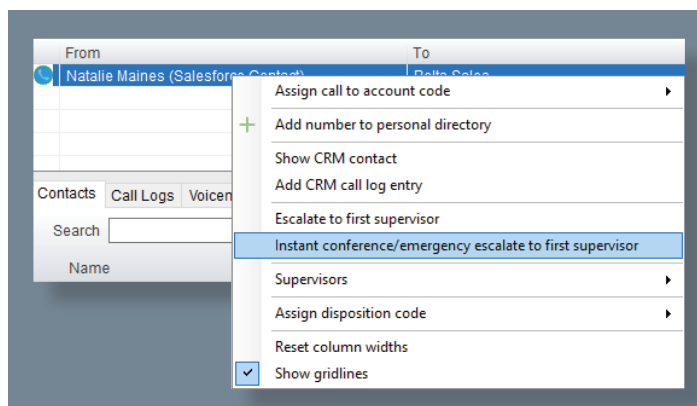 From To
Natalie Maines (Salesforce Contact)
Assign call to account code
Add number to personal directory
Show CRM contact
Add CRM call log entry
Contacts Call Logs
Escalate to first supervisor
Search
Instant conference/emergency escalate to first supervisor
Name
Supervisors
Assign disposition code
Reset column widths
Show gridlines